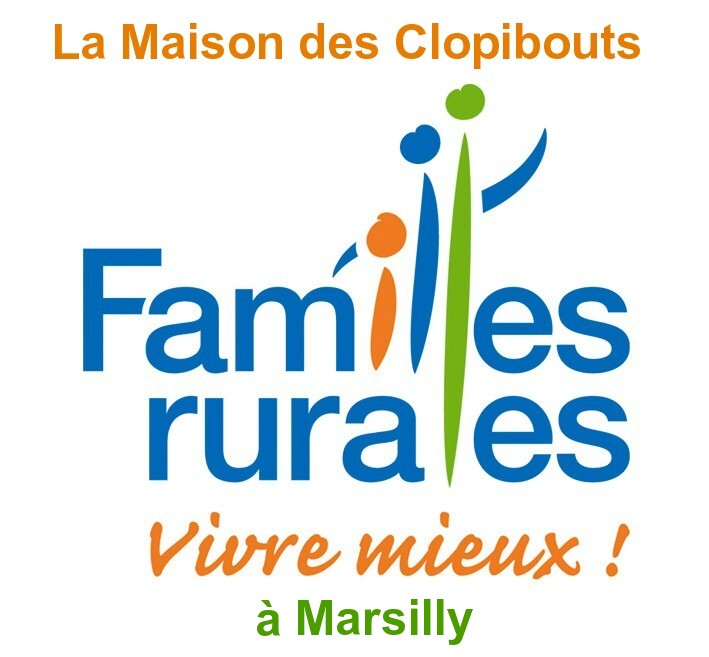 La Maison des Clopibouts
Familles
rurales
Vivre mieux !
à Marsilly